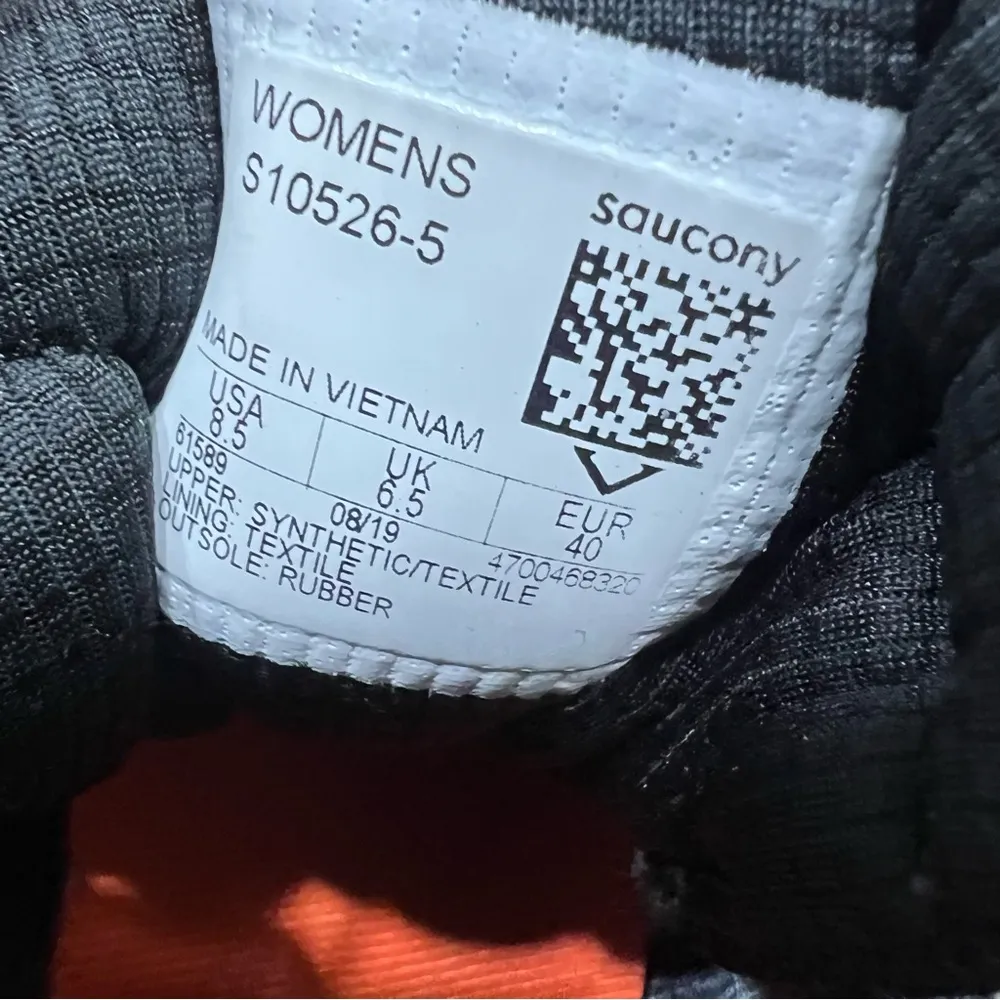 WOMENS
S10526-5
saucony
MADE IN VIETNAM
USA UK EUR
8.5 6.5 40
61589 08/19 4700468320
UPPER: SYNTHETIC/TEXTILE
LINING: TEXTILE
OUTSOLE: RUBBER